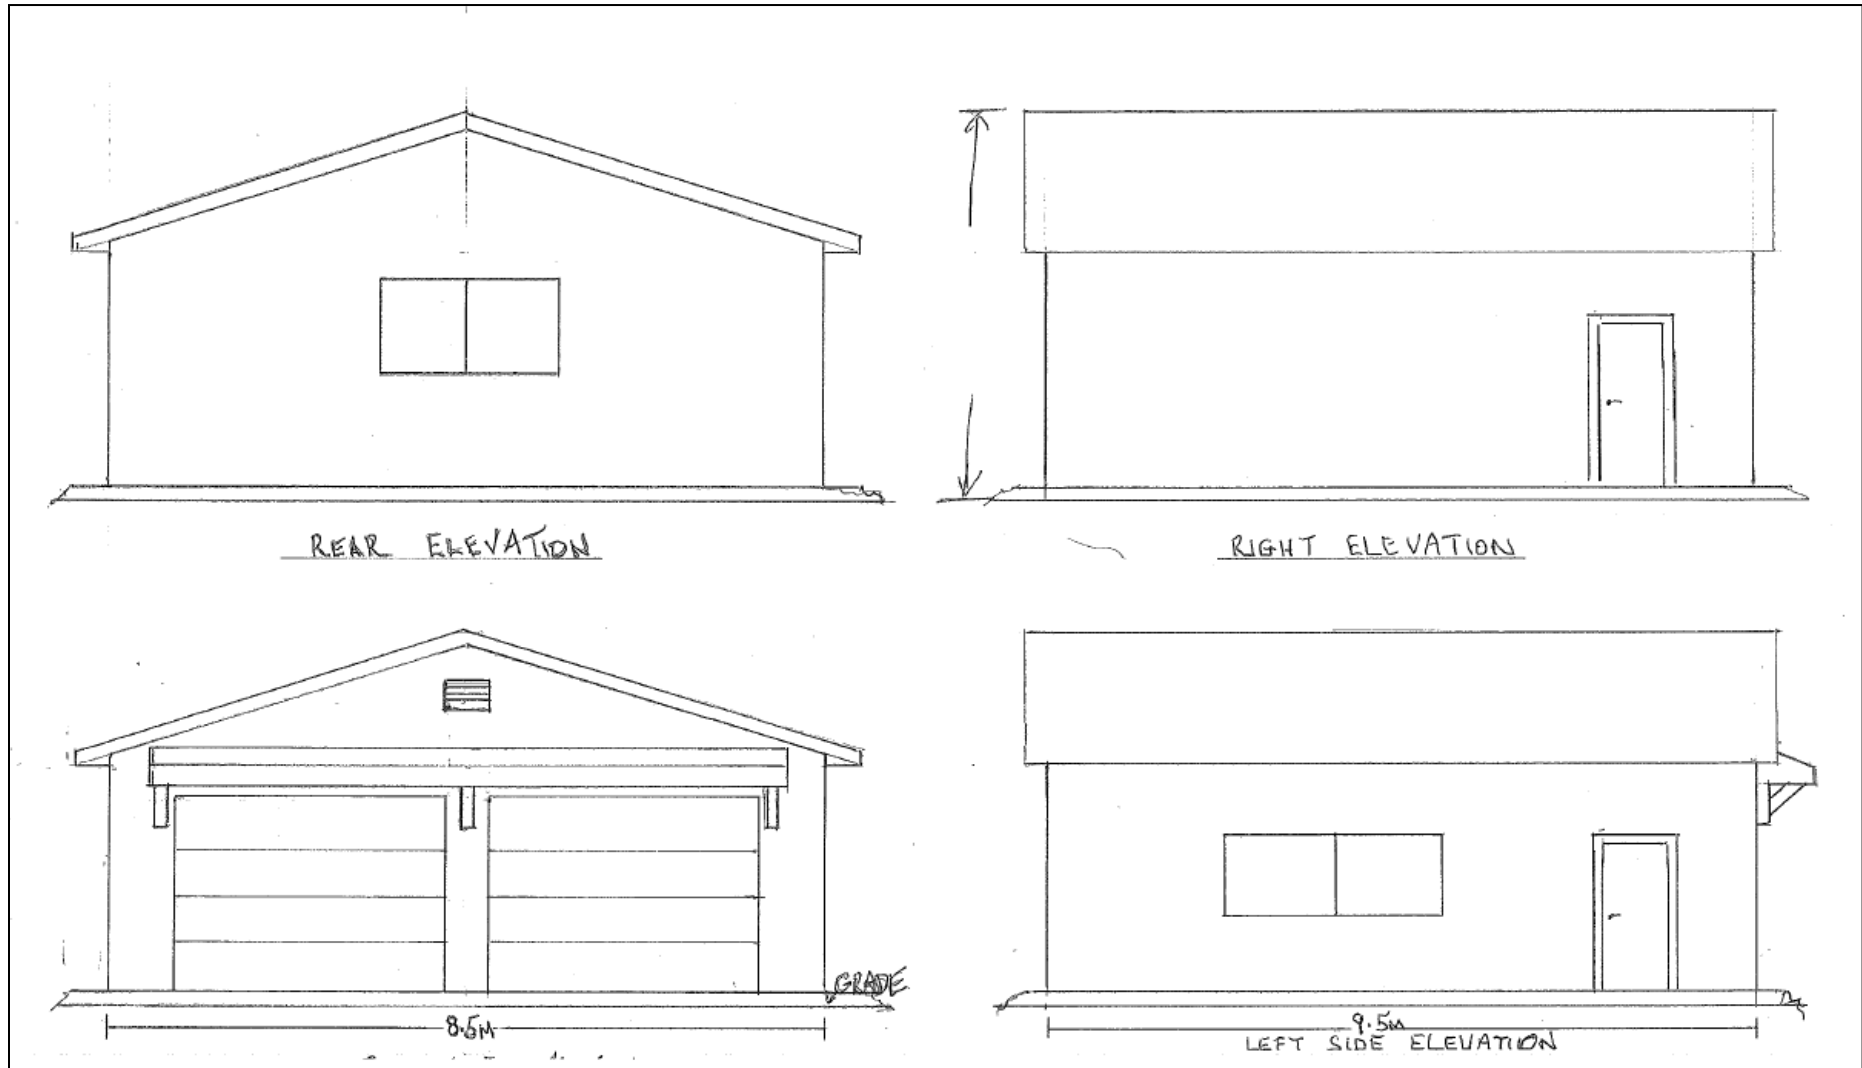 REAR ELEVATION
RIGHT ELEVATION
GRADE
8.5M
9.5M
LEFT SIDE ELEVATION